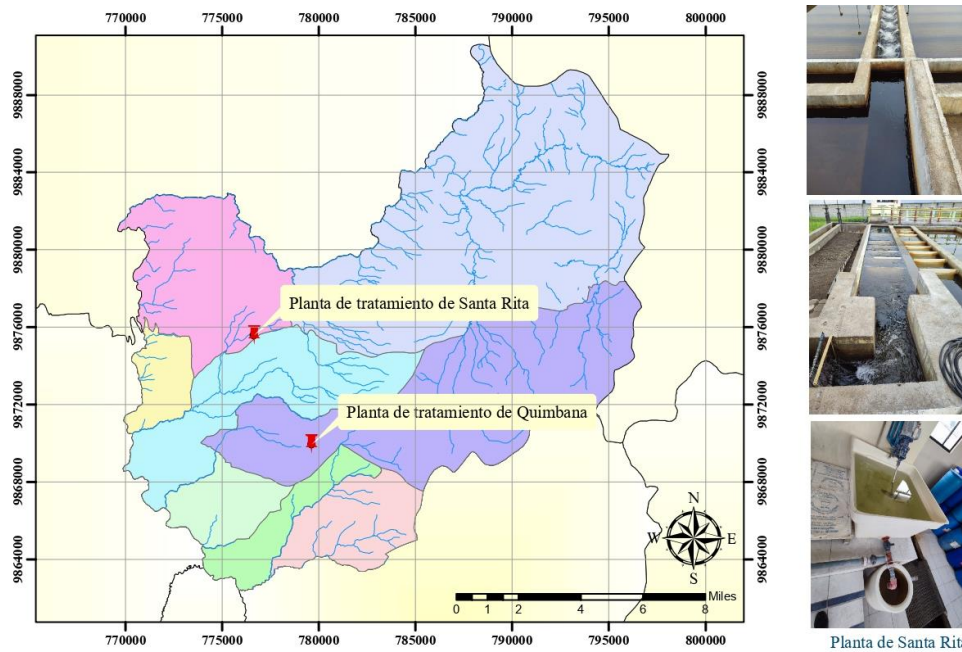 770000 775000 780000 785000 790000 795000 800000
9888000 9888000
9884000 9884000
9880000 9880000
Planta de tratamiento de Santa Rita
9876000 9876000
9872000 9872000
Planta de tratamiento de Quimbana
9868000 9868000
N
W E
S
9864000 9864000
0 1 2 4 6 8 Miles
770000 775000 780000 785000 790000 795000 800000
Planta de Santa Rita